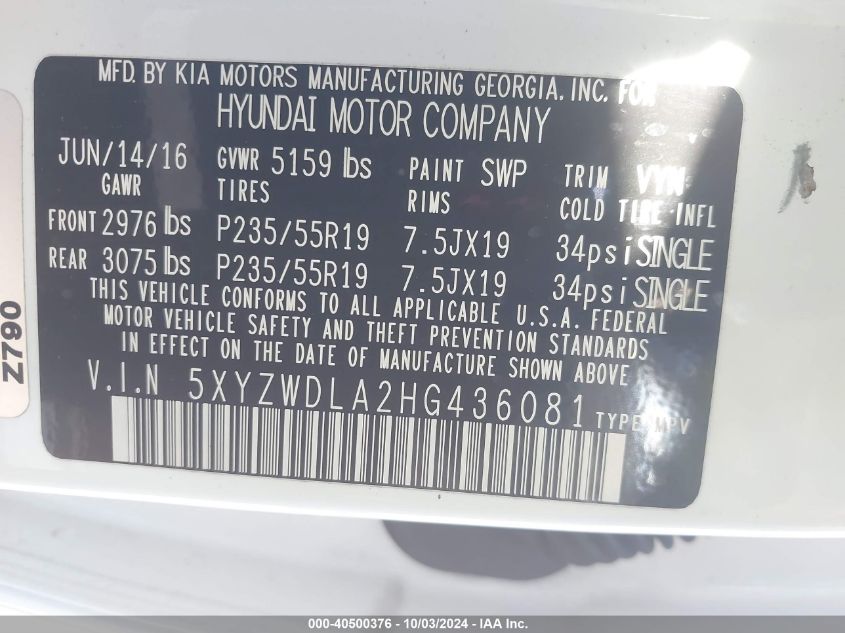 MFD. BY KIA MOTORS MANUFACTURING GEORGIA. INC. FOR
HYUNDAI MOTOR COMPANY
JUN/14/16 GVWR 5159 lbs PAINT SWP TRIM VYN
GAWR TIRES RIMS COLD TIRE INFL
FRONT 2976 lbs P235/55R19 7.5JX19 34psi SINGLE
REAR 3075 lbs P235/55R19 7.5JX19 34psi SINGLE
THIS VEHICLE CONFORMS TO ALL APPLICABLE U.S.A. FEDERAL
MOTOR VEHICLE SAFETY AND THEFT PREVENTION STANDARDS
IN EFFECT ON THE DATE OF MANUFACTURE SHOWN ABOVE.
V.I.N 5XYZWDLA2HG436081 TYPE MPV
Z790
000-40500376 - 10/03/2024 - IAA Inc.